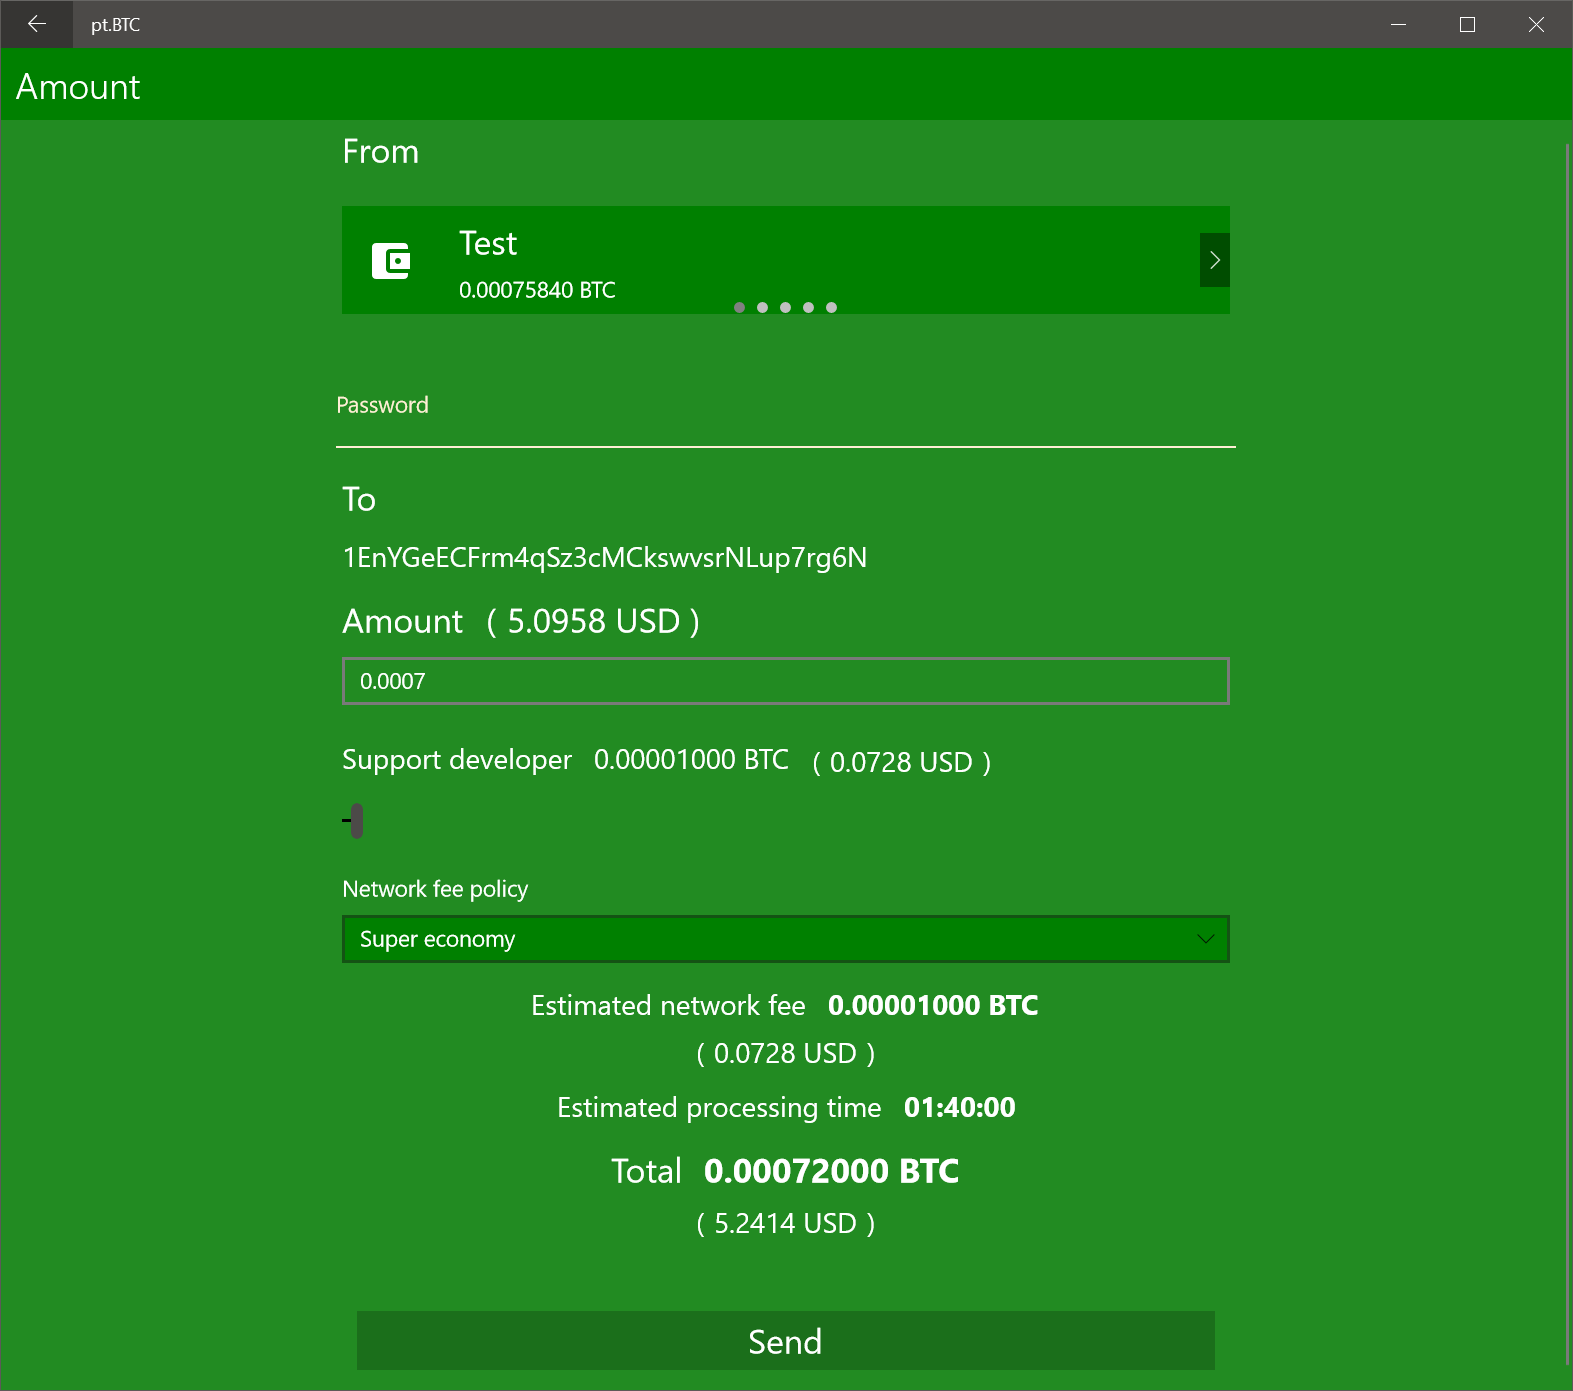 pt.BTC
Amount
From
Test
0.00075840 BTC
Password
To
1EnYGeECFrm4qSz3cMCkswvsrNLup7rg6N
Amount ( 5.0958 USD )
0.0007
Support developer 0.00001000 BTC ( 0.0728 USD )
Network fee policy
Super economy
Estimated network fee 0.00001000 BTC
( 0.0728 USD )
Estimated processing time 01:40:00
Total 0.00072000 BTC
( 5.2414 USD )
Send